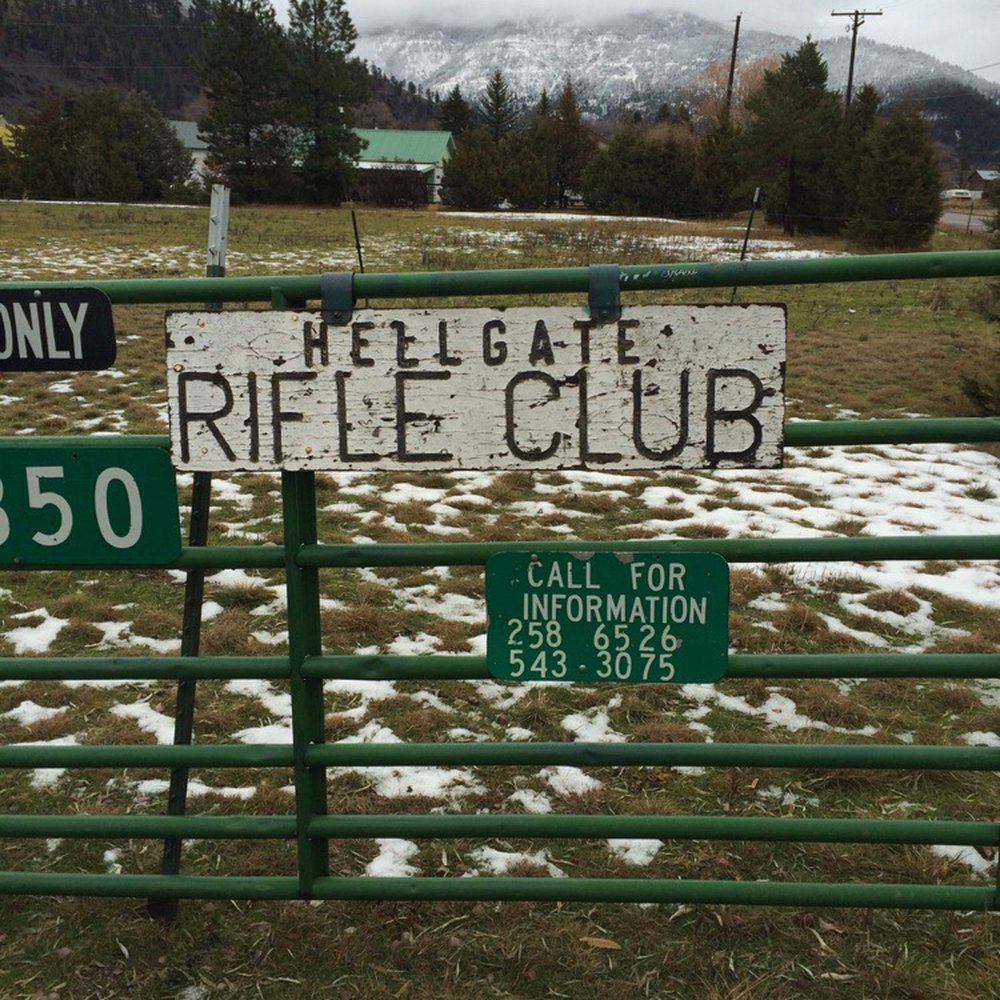 ONLY
HELLGATE
RIFLE CLUB
350
CALL FOR
INFORMATION
258 6526
543 3075